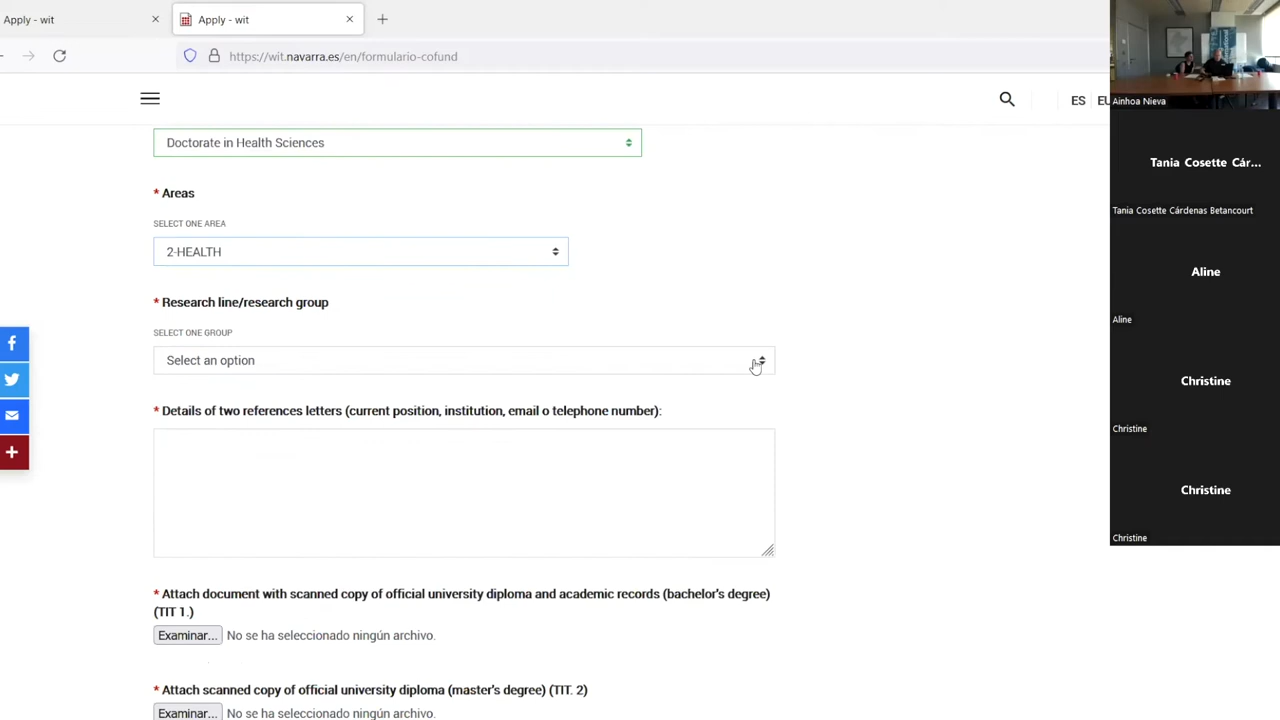 Apply - wit
Apply - wit
https://wit.navarra.es/en/formulario-cofund
ES
EU
Doctorate in Health Sciences
* Areas
SELECT ONE AREA
2-HEALTH
* Research line/research group
SELECT ONE GROUP
Select an option
* Details of two references letters (current position, institution, email o telephone number):
* Attach document with scanned copy of official university diploma and academic records (bachelor's degree)
(TIT 1.)
Examinar... No se ha seleccionado ningún archivo.
* Attach scanned copy of official university diploma (master's degree) (TIT. 2)
Examinar... No se ha seleccionado ningún archivo.
Ainhoa Nieva
Tania Cosette Cár...
Tania Cosette Cárdenas Betancourt
Aline
Aline
Christine
Christine
Christine
Christine